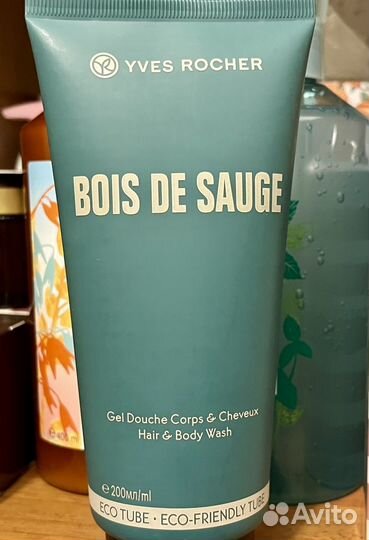 YVES ROCHER
BOIS DE SAUGE
Gel Douche Corps & Cheveux
Hair & Body Wash
e 200мл/ml
ECO TUBE • ECO-FRIENDLY TUBE
e 400 m
Avito